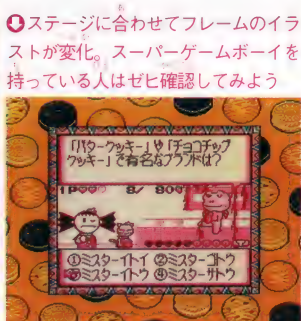 ステージに合わせてフレームのイラ
ストが変化。スーパーゲームボーイを
持っている人はゼヒ確認してみよう
「バタークッキー」や「チョコチップ
クッキー」で有名なブランドは?
1P 8/ 800
①ミスターイトイ ②ミスターゴトウ
③ミスターイトウ ④ミスターサトウ